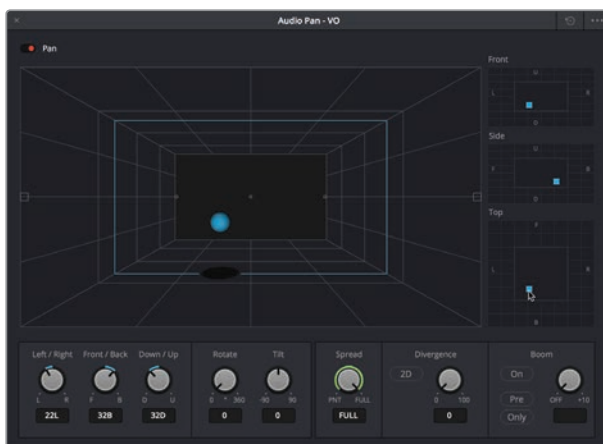 Audio Pan - VO
Pan
Front
U
L R
D
Side
U
F B
D
Top
F
L R
B
Left / Right Front / Back Down / Up Rotate Tilt Spread Divergence Boom
2D On
L R F B D U 0 ° 360 -90 90 PNT FULL 0 100 Pre OFF +10
22L 32B 32D 0 0 FULL 0 Only